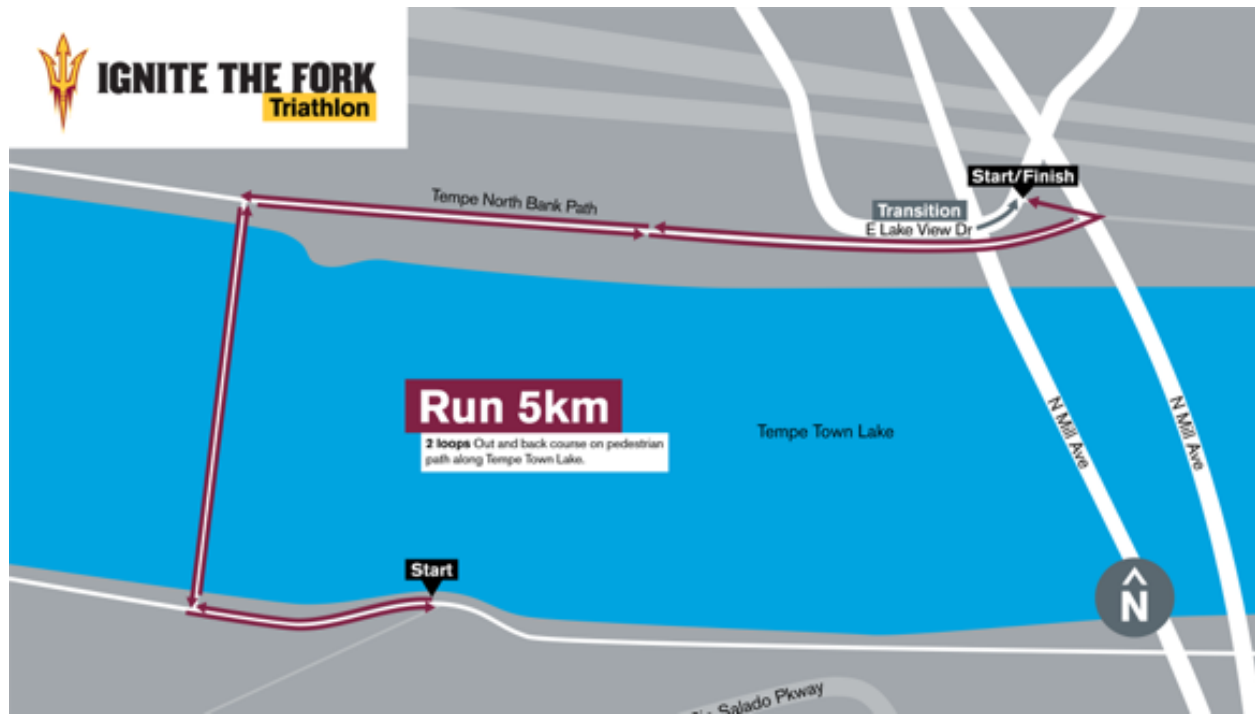 IGNITE THE FORK
Triathlon
Tempe North Bank Path
Start/Finish
Transition
E Lake View Dr
Run 5km
2 loops Out and back course on pedestrian
path along Tempe Town Lake.
Tempe Town Lake
N Mill Ave
N Mill Ave
Start
N
Salado Pkway